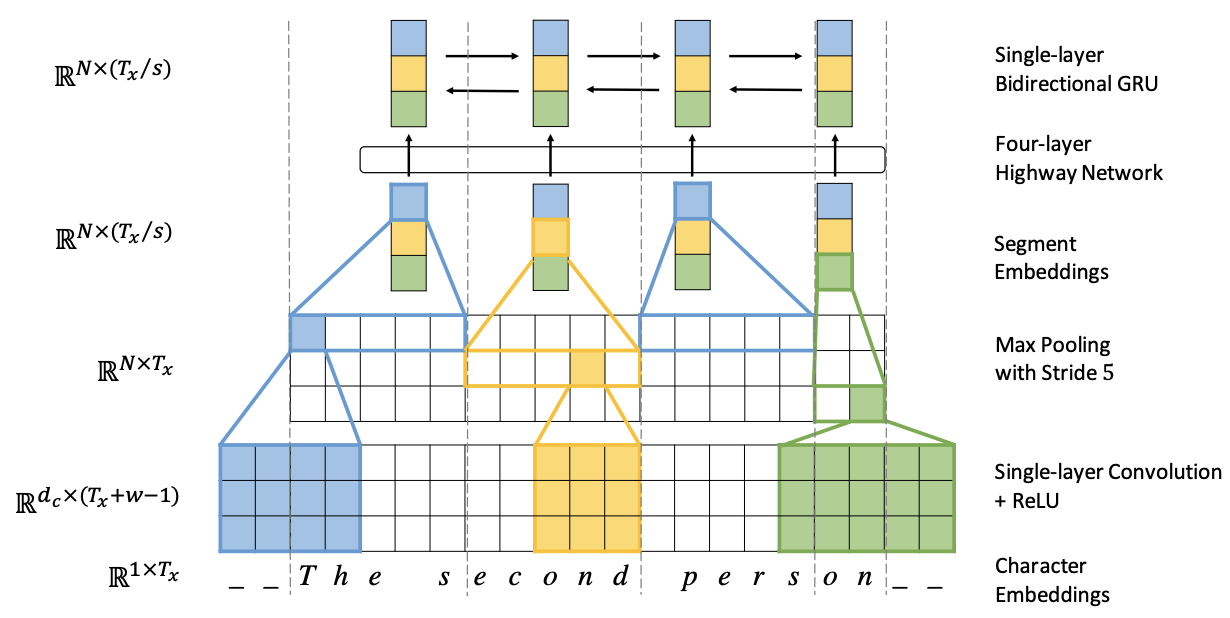 ℝ^{N×(T_x/s)}
Single-layer
Bidirectional GRU
Four-layer
Highway Network
ℝ^{N×(T_x/s)}
Segment
Embeddings
ℝ^{N×T_x}
Max Pooling
with Stride 5
ℝ^{d_c×(T_x+w−1)}
Single-layer Convolution
+ ReLU
ℝ^{1×T_x}
_ _ T h e s e c o n d p e r s o n _ _
Character
Embeddings